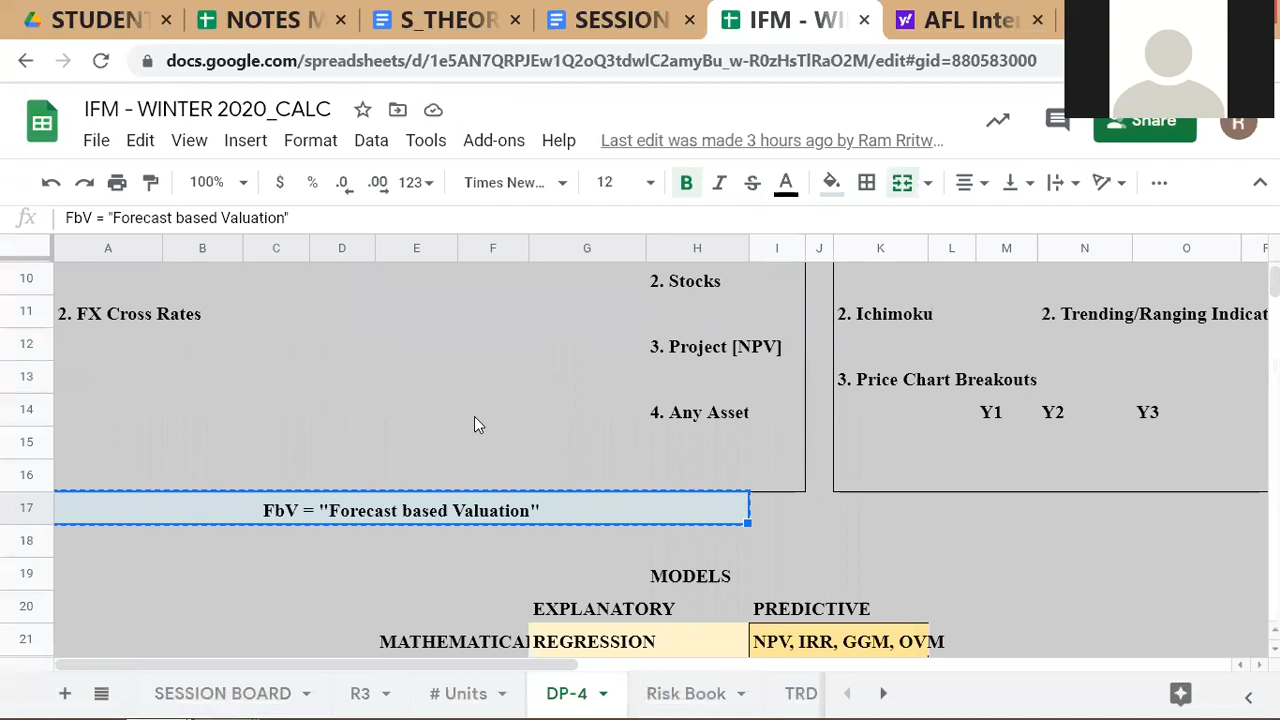 STUDENT
NOTES M
S_THEOR
SESSION
IFM - WI
AFL Inte
docs.google.com/spreadsheets/d/1e5AN7QRPJEw1Q2oQ3tdwlC2amyBu_w-R0zHsTlRaO2M/edit#gid=880583000
IFM - WINTER 2020_CALC
Share
R
File Edit View Insert Format Data Tools Add-ons Help Last edit was made 3 hours ago by Ram Rritw…
100% $ % .0 .00 123 Times New… 12 B I S A
fx FbV = "Forecast based Valuation"
A B C D E F G H I J K L M N O
10 2. Stocks
11 2. FX Cross Rates 2. Ichimoku 2. Trending/Ranging Indicat
12 3. Project [NPV]
13 3. Price Chart Breakouts
14 4. Any Asset Y1 Y2 Y3
15
16
17 FbV = "Forecast based Valuation"
18
19 MODELS
20 EXPLANATORY PREDICTIVE
21 MATHEMATICAL REGRESSION NPV, IRR, GGM, OVM
SESSION BOARD R3 # Units DP-4 Risk Book TRD